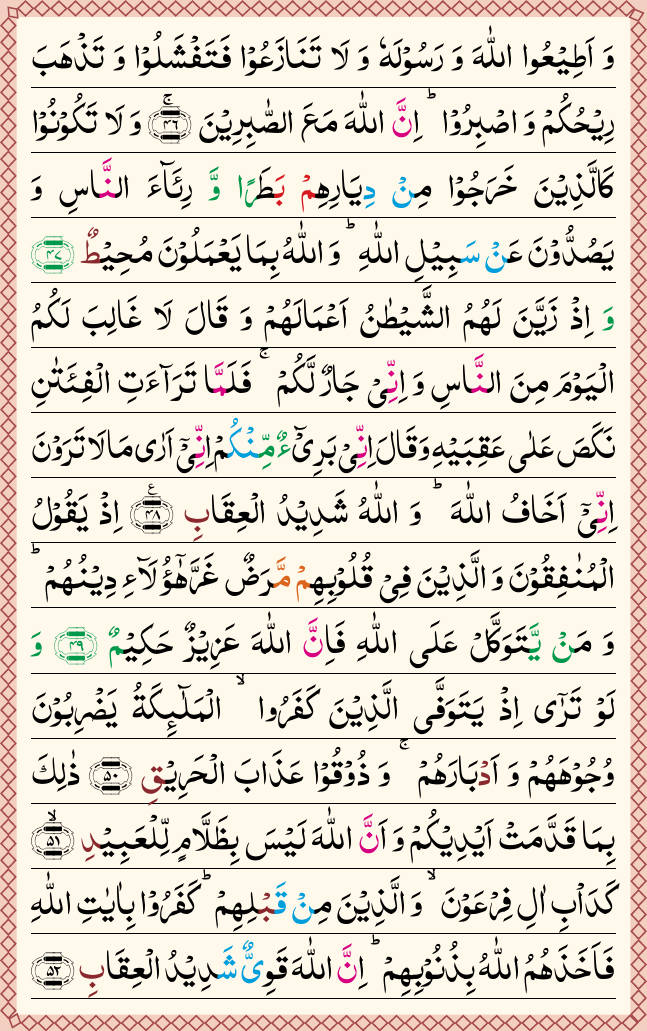 وَ اَطِیْعُوا اللّٰهَ وَ رَسُوْلَهٗ وَ لَا تَنَازَعُوْا فَتَفْشَلُوْا وَ تَذْهَبَ
رِیْحُكُمْ وَ اصْبِرُوْاؕ اِنَّ اللّٰهَ مَعَ الصّٰبِرِیْنَۚ ۝۴۶ وَ لَا تَكُوْنُوْا
كَالَّذِیْنَ خَرَجُوْا مِنْ دِیَارِهِمْ بَطَرًا وَّ رِئَآءَ النَّاسِ وَ
یَصُدُّوْنَ عَنْ سَبِیْلِ اللّٰهِؕ وَ اللّٰهُ بِمَا یَعْمَلُوْنَ مُحِیْطٌ ۝۴۷
وَ اِذْ زَیَّنَ لَهُمُ الشَّیْطٰنُ اَعْمَالَهُمْ وَ قَالَ لَا غَالِبَ لَكُمُ
الْیَوْمَ مِنَ النَّاسِ وَ اِنِّیْ جَارٌ لَّكُمْۚ فَلَمَّا تَرَآءَتِ الْفِئَتٰنِ
نَكَصَ عَلٰى عَقِبَیْهِ وَ قَالَ اِنِّیْ بَرِیْٓءٌ مِّنْكُمْ اِنِّیْۤ اَرٰى مَا لَا تَرَوْنَ
اِنِّیْۤ اَخَافُ اللّٰهَؕ وَ اللّٰهُ شَدِیْدُ الْعِقَابِ ۝۴۸ع اِذْ یَقُوْلُ
الْمُنٰفِقُوْنَ وَ الَّذِیْنَ فِیْ قُلُوْبِهِمْ مَّرَضٌ غَرَّ هٰۤؤُلَآءِ دِیْنُهُمْؕ
وَ مَنْ یَّتَوَكَّلْ عَلَى اللّٰهِ فَاِنَّ اللّٰهَ عَزِیْزٌ حَكِیْمٌ ۝۴۹ وَ
لَوْ تَرٰۤى اِذْ یَتَوَفَّى الَّذِیْنَ كَفَرُواۙ الْمَلٰٓىِٕكَةُ یَضْرِبُوْنَ
وُجُوْهَهُمْ وَ اَدْبَارَهُمْۚ وَ ذُوْقُوْا عَذَابَ الْحَرِیْقِ ۝۵۰ ذٰلِكَ
بِمَا قَدَّمَتْ اَیْدِیْكُمْ وَ اَنَّ اللّٰهَ لَیْسَ بِظَلَّامٍ لِّلْعَبِیْدِۙ ۝۵۱
كَدَاْبِ اٰلِ فِرْعَوْنَۙ وَ الَّذِیْنَ مِنْ قَبْلِهِمْؕ كَفَرُوْا بِاٰیٰتِ اللّٰهِ
فَاَخَذَهُمُ اللّٰهُ بِذُنُوْبِهِمْؕ اِنَّ اللّٰهَ قَوِیٌّ شَدِیْدُ الْعِقَابِ ۝۵۲